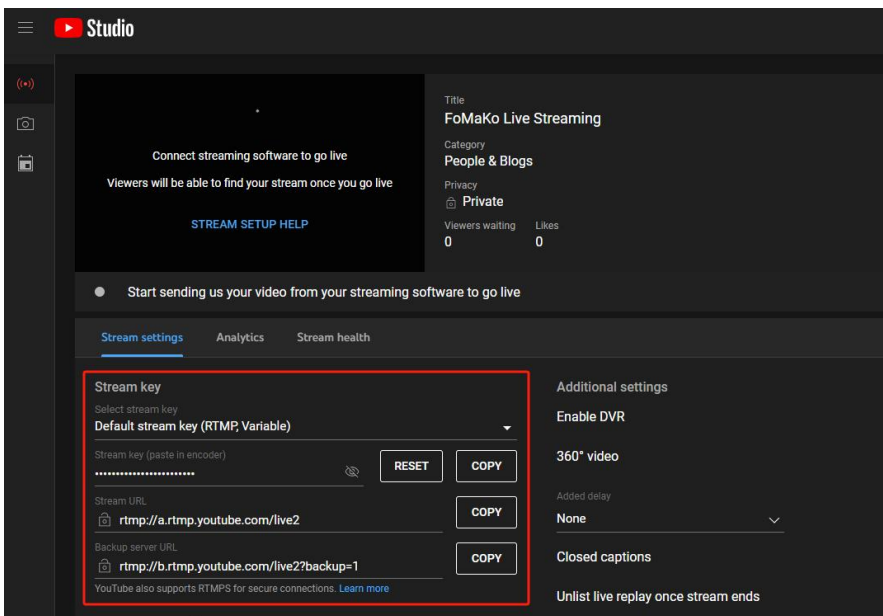 Studio
Connect streaming software to go live
Viewers will be able to find your stream once you go live
STREAM SETUP HELP
Title
FoMaKo Live Streaming
Category
People & Blogs
Privacy
Private
Viewers waiting Likes
0 0
Start sending us your video from your streaming software to go live
Stream settings Analytics Stream health
Stream key
Select stream key
Default stream key (RTMP, Variable)
Stream key (paste in encoder)
•••••••••••••••••••••••• RESET COPY
Stream URL
rtmp://a.rtmp.youtube.com/live2 COPY
Backup server URL
rtmp://b.rtmp.youtube.com/live2?backup=1 COPY
YouTube also supports RTMPS for secure connections. Learn more
Additional settings
Enable DVR
360° video
Added delay
None
Closed captions
Unlist live replay once stream ends